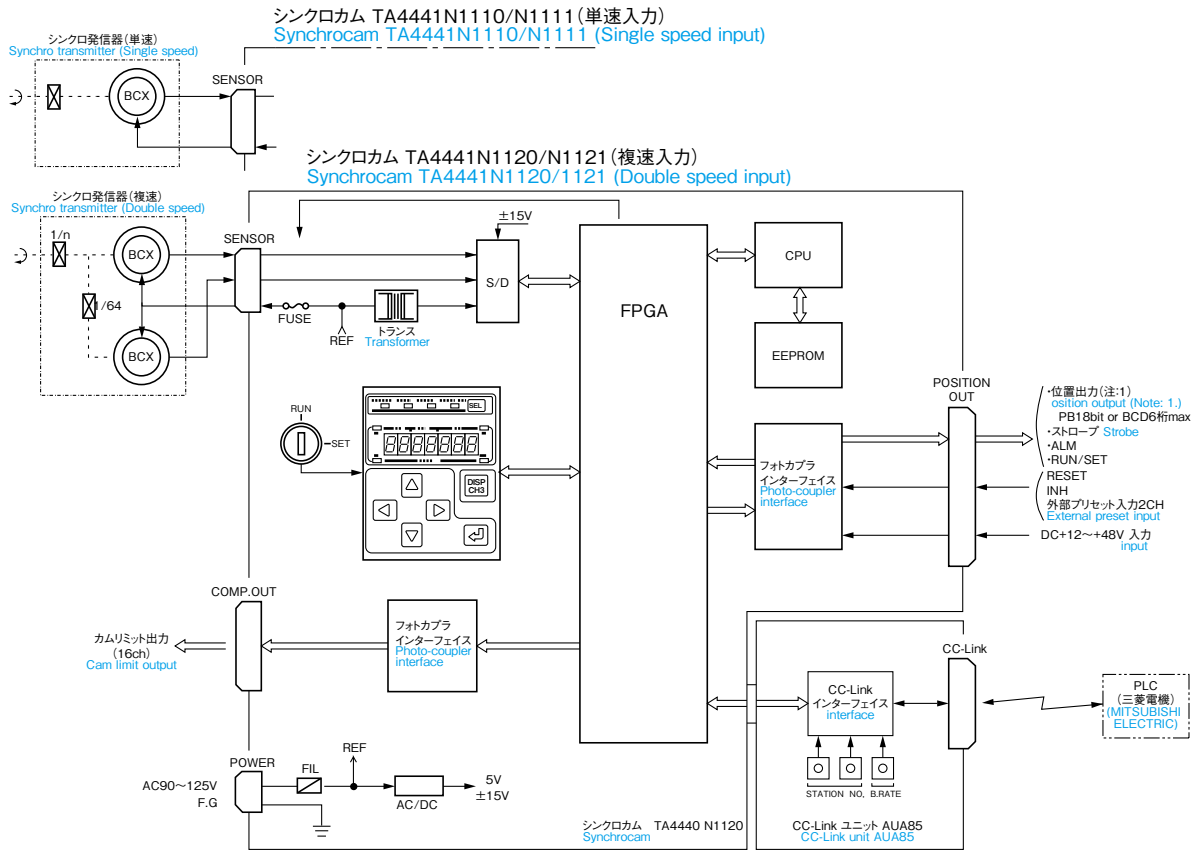 シンクロカム TA4441N1110/N1111(単速入力)
Synchrocam TA4441N1110/N1111 (Single speed input)
シンクロ発信器(単速)
Synchro transmitter (Single speed)
BCX
SENSOR
シンクロカム TA4441N1120/N1121(複速入力)
Synchrocam TA4441N1120/1121 (Double speed input)
シンクロ発信器(複速)
Synchro transmitter (Double speed)
1/n
BCX
1/64
BCX
SENSOR
FUSE
REF
トランス
Transformer
±15V
S/D
FPGA
CPU
EEPROM
RUN
SET
SEL
8888888
DISP
CH3
フォトカプラ
インターフェイス
Photo-coupler
interface
POSITION
OUT
・位置出力(注:1)
osition output (Note: 1.)
PB18bit or BCD6桁max
・ストローブ Strobe
・ALM
・RUN/SET
RESET
INH
外部プリセット入力2CH
External preset input
DC+12〜+48V 入力
input
COMP.OUT
カムリミット出力
(16ch)
Cam limit output
フォトカプラ
インターフェイス
Photo-coupler
interface
CC-Link
インターフェイス
interface
STATION NO.
B.RATE
CC-Link
PLC
(三菱電機)
(MITSUBISHI
ELECTRIC)
POWER
AC90〜125V
F.G
FIL
REF
AC/DC
5V
±15V
シンクロカム TA4440 N1120
Synchrocam
CC-Link ユニット AUA85
CC-Link unit AUA85